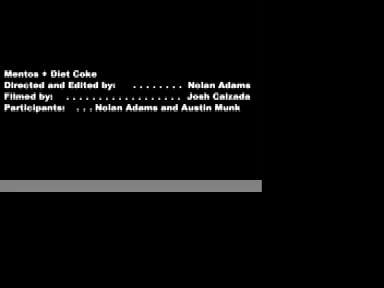 Mentos + Diet Coke
Directed and Edited by: . . . . . . . . Nolan Adams
Filmed by: . . . . . . . . . . . . . . . . . . Josh Calzada
Participants: . . . Nolan Adams and Austin Munk